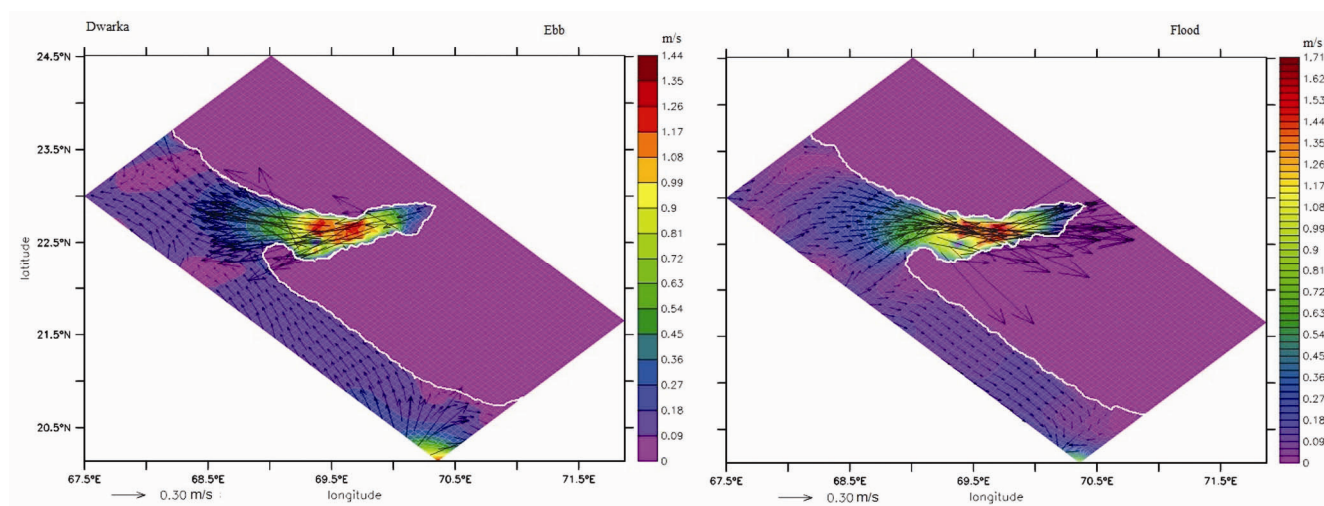 Dwarka
Ebb
Flood
m/s
m/s
24.5°N
23.5°N
22.5°N
21.5°N
20.5°N
latitude
67.5°E 68.5°E 69.5°E 70.5°E 71.5°E
longitude
0.30 m/s
1.44
1.35
1.26
1.17
1.08
0.99
0.9
0.81
0.72
0.63
0.54
0.45
0.36
0.27
0.18
0.09
0
67.5°E 68.5°E 69.5°E 70.5°E 71.5°E
longitude
0.30 m/s
1.71
1.62
1.53
1.44
1.35
1.26
1.17
1.08
0.99
0.9
0.81
0.72
0.63
0.54
0.45
0.36
0.27
0.18
0.09
0